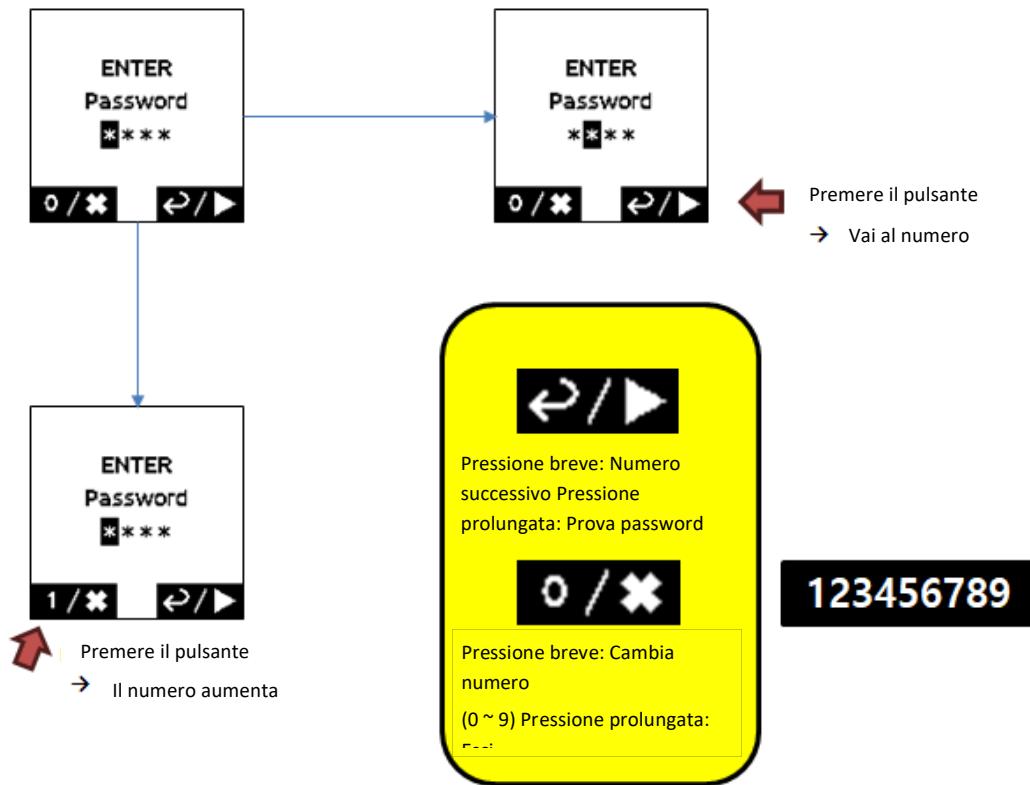 ENTER
Password
****
0 / ✖ ↵ / ▶
ENTER
Password
****
0 / ✖ ↵ / ▶
Premere il pulsante
→ Vai al numero
ENTER
Password
****
1 / ✖ ↵ / ▶
Premere il pulsante
→ Il numero aumenta
↵ / ▶
Pressione breve: Numero
successivo Pressione
prolungata: Prova password
0 / ✖
Pressione breve: Cambia
numero
(0 ~ 9) Pressione prolungata:
123456789